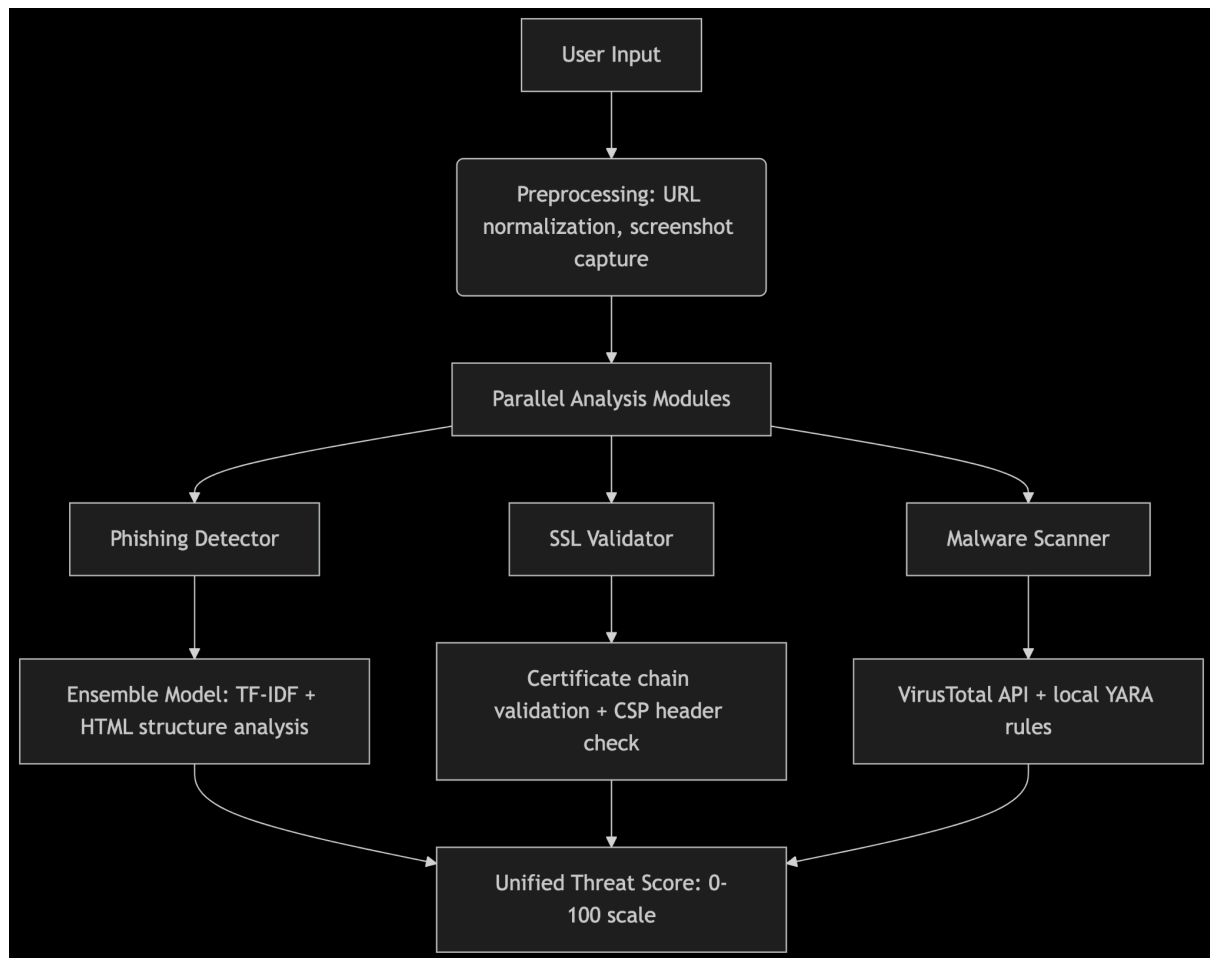 User Input
Preprocessing: URL
normalization, screenshot
capture
Parallel Analysis Modules
Phishing Detector
SSL Validator
Malware Scanner
Ensemble Model: TF-IDF +
HTML structure analysis
Certificate chain
validation + CSP header
check
VirusTotal API + local YARA
rules
Unified Threat Score: 0-
100 scale